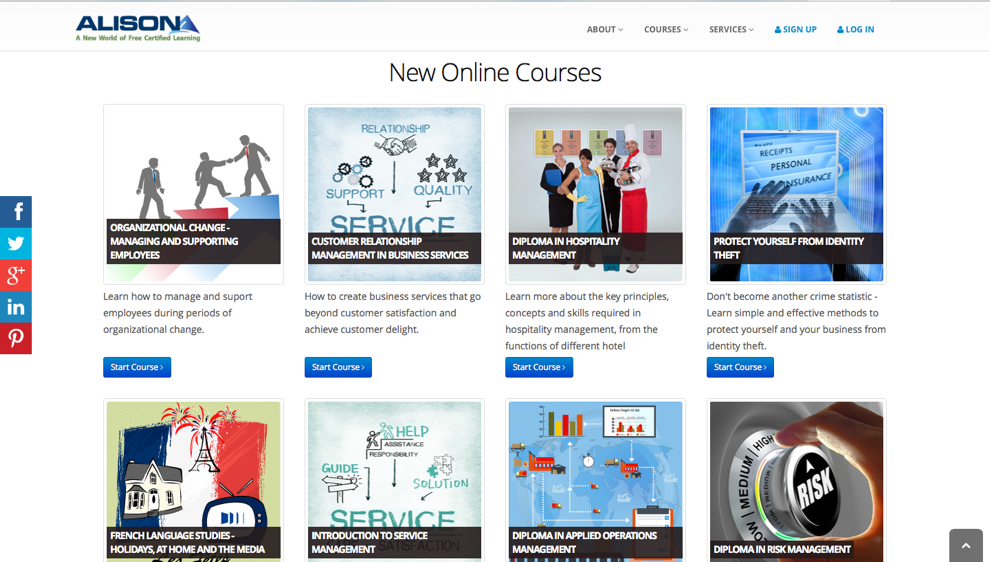 ALISON
A New World of Free Certified Learning
ABOUT
COURSES
SERVICES
SIGN UP
LOG IN
New Online Courses
ORGANIZATIONAL CHANGE -
MANAGING AND SUPPORTING
EMPLOYEES
RELATIONSHIP
SUPPORT
QUALITY
SERVICE
CUSTOMER RELATIONSHIP
MANAGEMENT IN BUSINESS SERVICES
DIPLOMA IN HOSPITALITY
MANAGEMENT
RECEIPTS
PERSONAL
INSURANCE
PROTECT YOURSELF FROM IDENTITY
THEFT
Learn how to manage and suport
employees during periods of
organizational change.
How to create business services that go
beyond customer satisfaction and
achieve customer delight.
Learn more about the key principles,
concepts and skills required in
hospitality management, from the
functions of different hotel
Don't become another crime statistic -
Learn simple and effective methods to
protect yourself and your business from
identity theft.
Start Course
Start Course
Start Course
Start Course
FRENCH LANGUAGE STUDIES -
HOLIDAYS, AT HOME AND THE MEDIA
HELP
ASSISTANCE
RESPONSIBILITY
GUIDE
SOLUTION
SERVICE
INTRODUCTION TO SERVICE
MANAGEMENT
SATISFACTION
DIPLOMA IN APPLIED OPERATIONS
MANAGEMENT
LOW | MEDIUM | HIGH
RISK
DIPLOMA IN RISK MANAGEMENT
f
g+
in